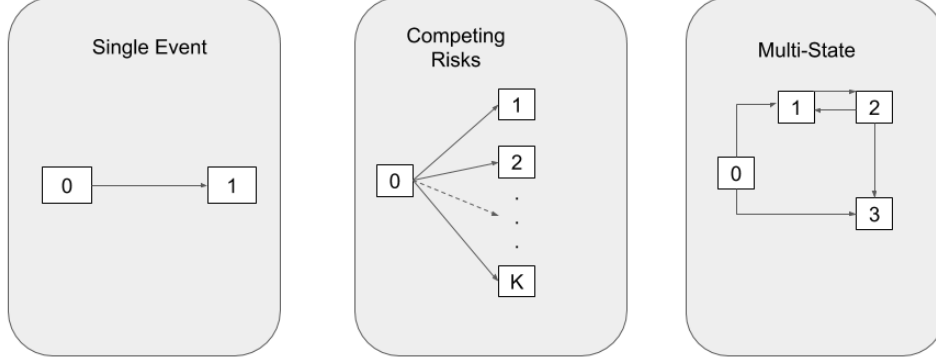 Single Event
0
1
Competing
Risks
0
1
2
.
.
.
K
Multi-State
0
1
2
3